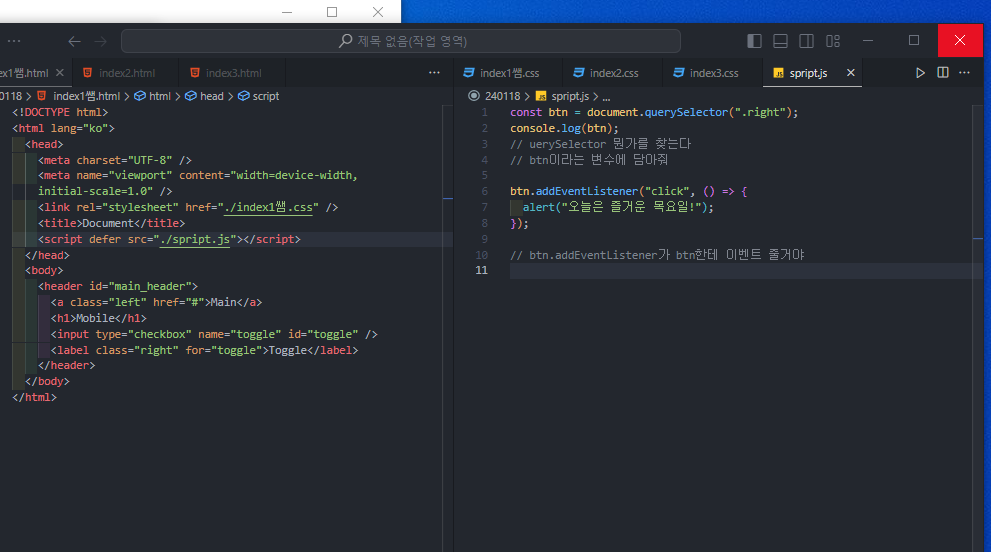 제목 없음(작업 영역)
index1쌤.html
index2.html
index3.html
240118 > index1쌤.html > html > head > script
<!DOCTYPE html>
<html lang="ko">
<head>
<meta charset="UTF-8" />
<meta name="viewport" content="width=device-width,
initial-scale=1.0" />
<link rel="stylesheet" href="./index1쌤.css" />
<title>Document</title>
<script defer src="./spript.js"></script>
</head>
<body>
<header id="main_header">
<a class="left" href="#">Main</a>
<h1>Mobile</h1>
<input type="checkbox" name="toggle" id="toggle" />
<label class="right" for="toggle">Toggle</label>
</header>
</body>
</html>
index1쌤.css
index2.css
index3.css
JS spript.js
240118 > JS spript.js > ...
1 const btn = document.querySelector(".right");
2 console.log(btn);
3 // uerySelector 뭔가를 찾는다
4 // btn이라는 변수에 담아줘
5
6 btn.addEventListener("click", () => {
7 alert("오늘은 즐거운 목요일!");
8 });
9
10 // btn.addEventListener가 btn한테 이벤트 줄거야
11